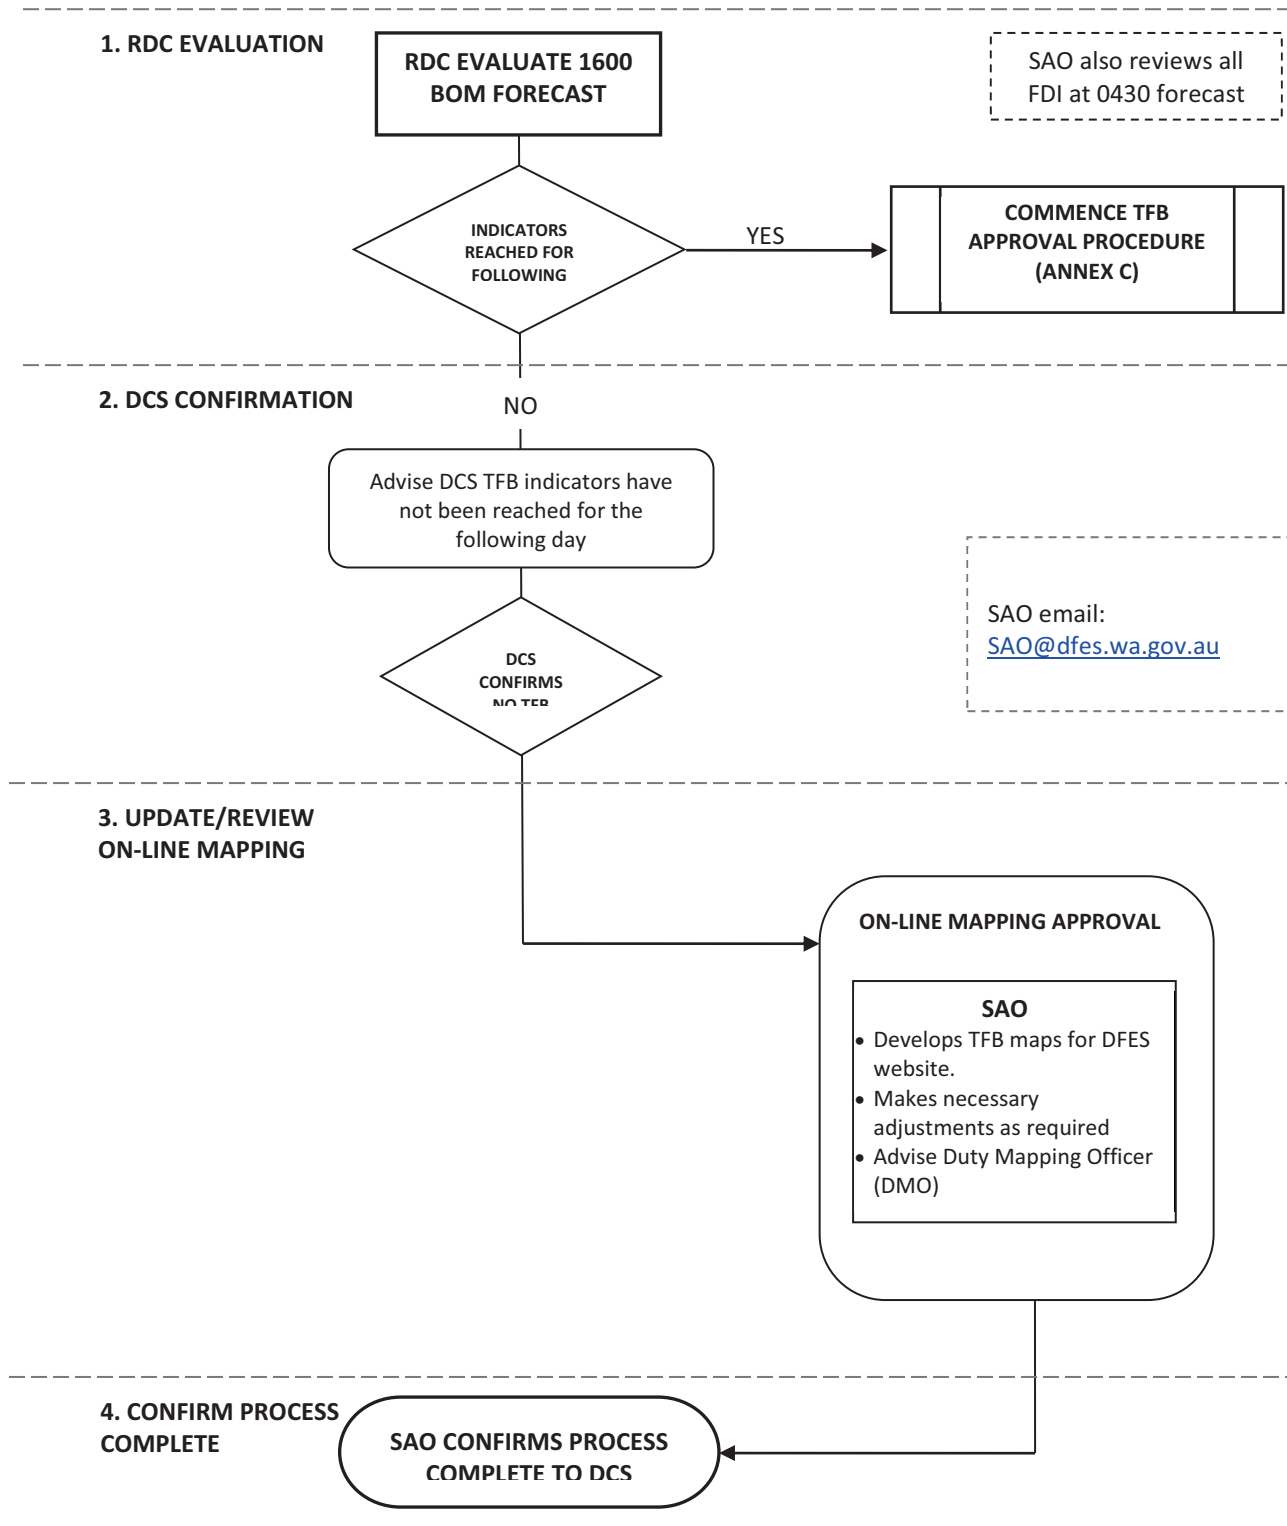 1. RDC EVALUATION
RDC EVALUATE 1600
BOM FORECAST
SAO also reviews all
FDI at 0430 forecast
INDICATORS
REACHED FOR
FOLLOWING
YES
COMMENCE TFB
APPROVAL PROCEDURE
(ANNEX C)
2. DCS CONFIRMATION
NO
Advise DCS TFB indicators have
not been reached for the
following day
SAO email:
SAO@dfes.wa.gov.au
DCS
CONFIRMS
NO TFB
3. UPDATE/REVIEW
ON-LINE MAPPING
ON-LINE MAPPING APPROVAL
SAO
• Develops TFB maps for DFES
website.
• Makes necessary
adjustments as required
• Advise Duty Mapping Officer
(DMO)
4. CONFIRM PROCESS
COMPLETE
SAO CONFIRMS PROCESS
COMPLETE TO DCS